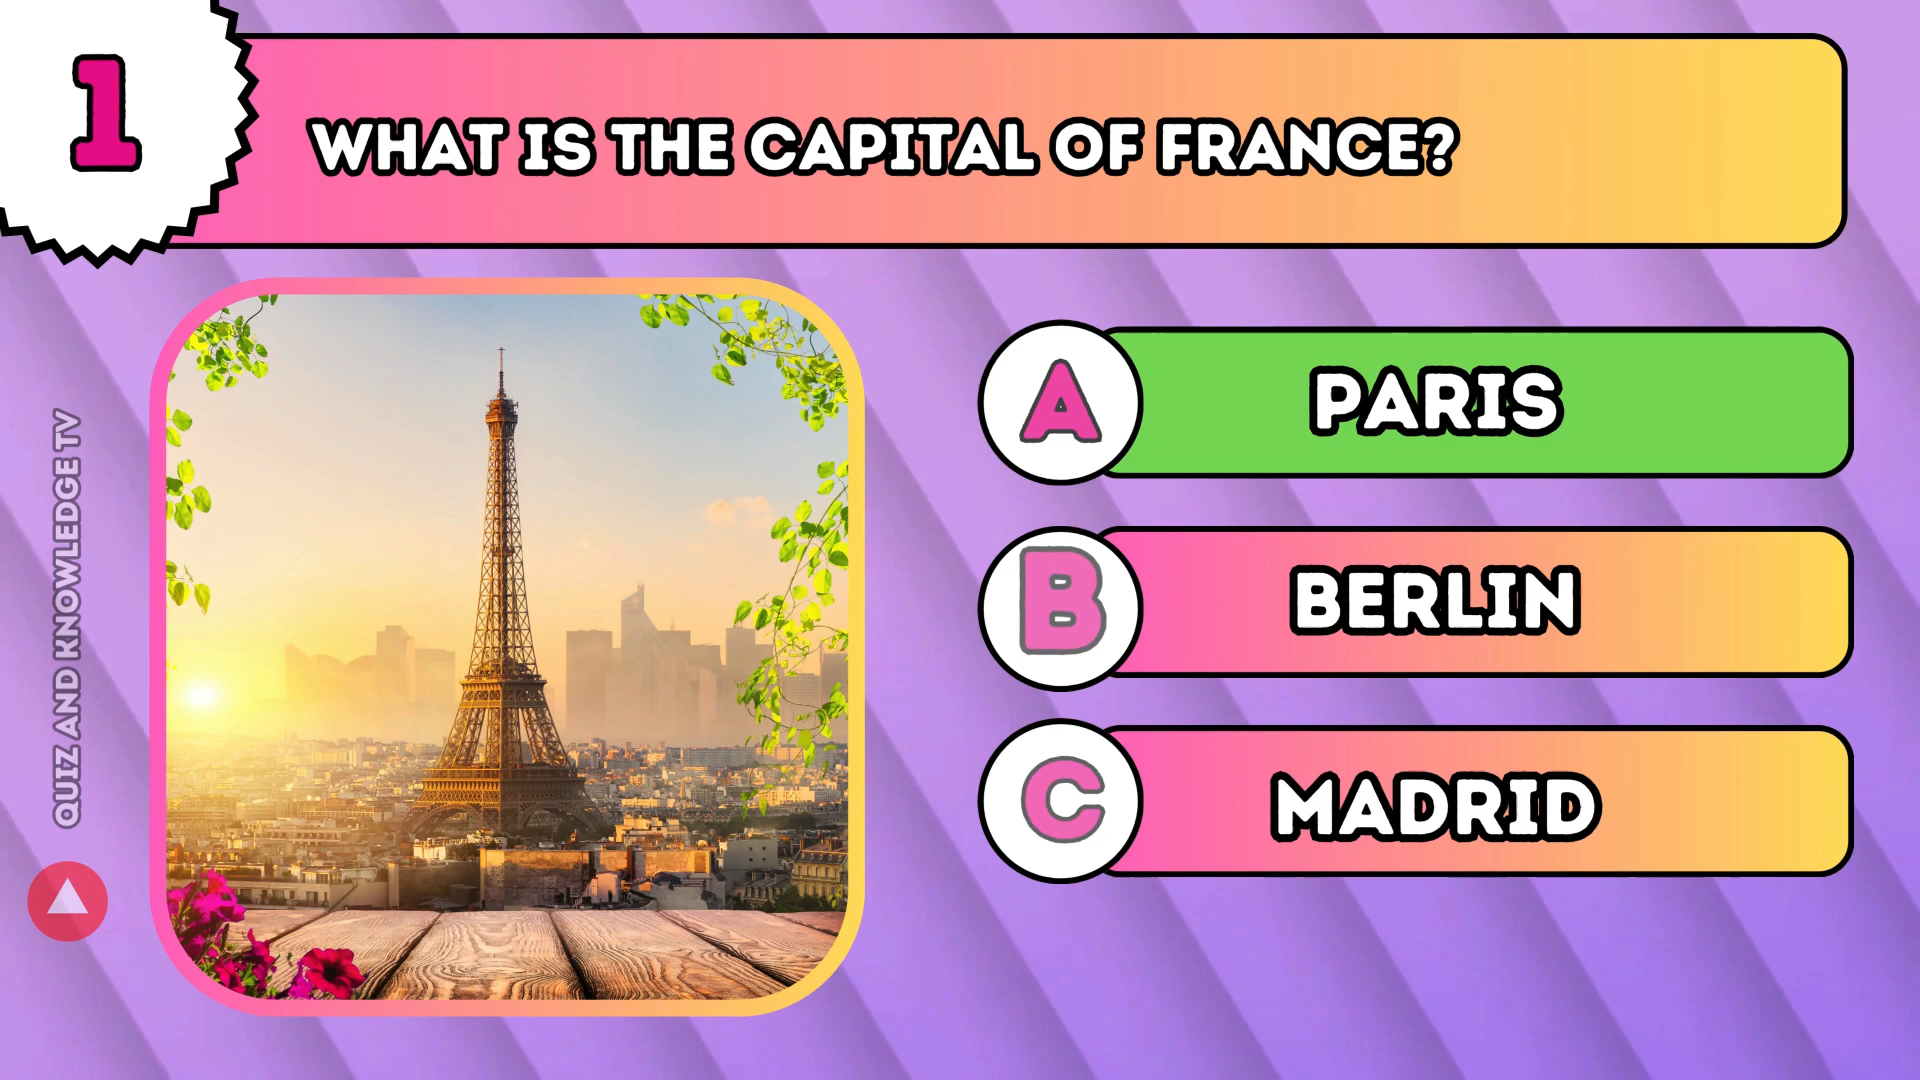 1
WHAT IS THE CAPITAL OF FRANCE?
A PARIS
B BERLIN
C MADRID
QUIZ AND KNOWLEDGE TV